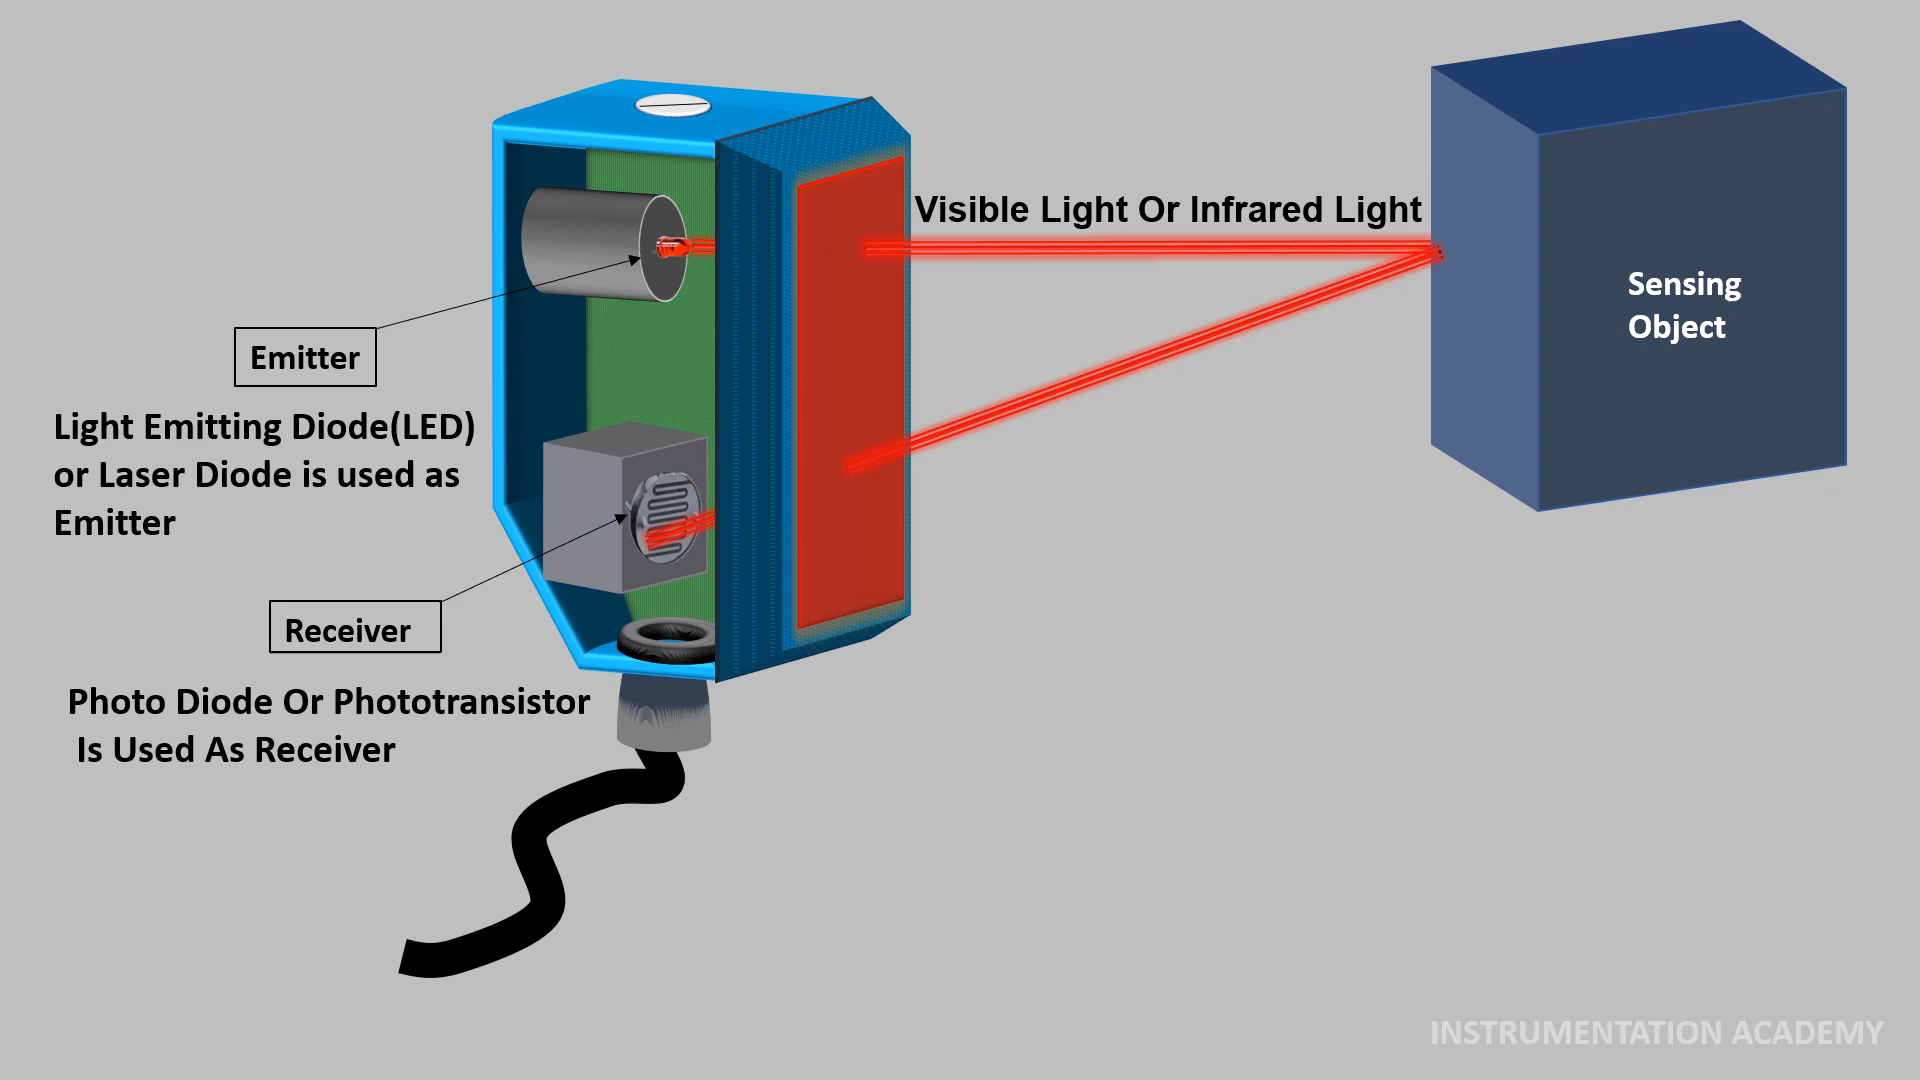 Visible Light Or Infrared Light
Sensing
Object
Emitter
Light Emitting Diode(LED)
or Laser Diode is used as
Emitter
Receiver
Photo Diode Or Phototransistor
Is Used As Receiver
INSTRUMENTATION ACADEMY